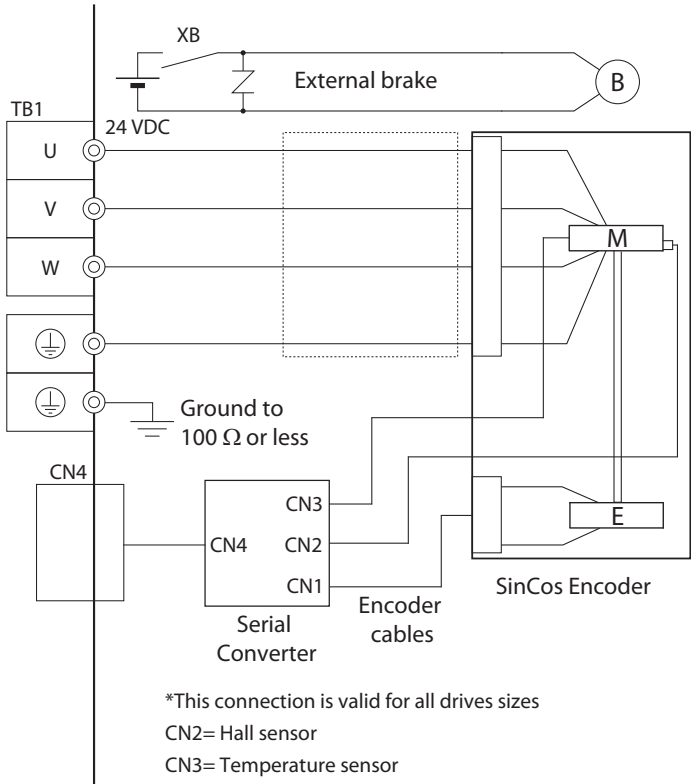 XB
External brake
B
24 VDC
TB1
U
V
W
M
Ground to
100 Ω or less
CN4
CN3
CN4
CN2
CN1
E
SinCos Encoder
Encoder
cables
Serial
Converter
*This connection is valid for all drives sizes
CN2= Hall sensor
CN3= Temperature sensor